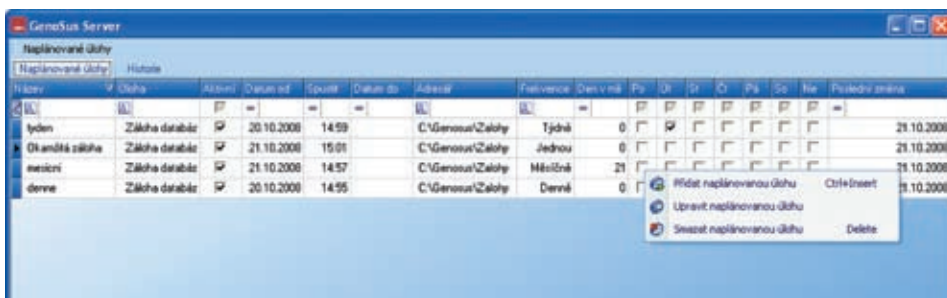 GenoSus Server
Naplánované úlohy
Naplánované úlohy Historie
Název Úloha Aktivní Datum od Spustit Datum do Adresář Frekvence Den v mě Po Út St Čt Pá So Ne Poslední změna
= = = =
tyden Záloha databáz 20.10.2008 14:59 C:\Genosus\Zalohy Týdně 0 21.10.2008
Okamžitá záloha Záloha databáz 21.10.2008 15:01 C:\Genosus\Zalohy Jednou 0 21.10.2008
mesicni Záloha databáz 21.10.2008 14:57 C:\Genosus\Zalohy Měsíčně 21 21.10.2008
denne Záloha databáz 20.10.2008 14:55 C:\Genosus\Zalohy Denně 0 21.10.2008
Přidat naplánovanou úlohu Ctrl+Insert
Upravit naplánovanou úlohu
Smazat naplánovanou úlohu Delete